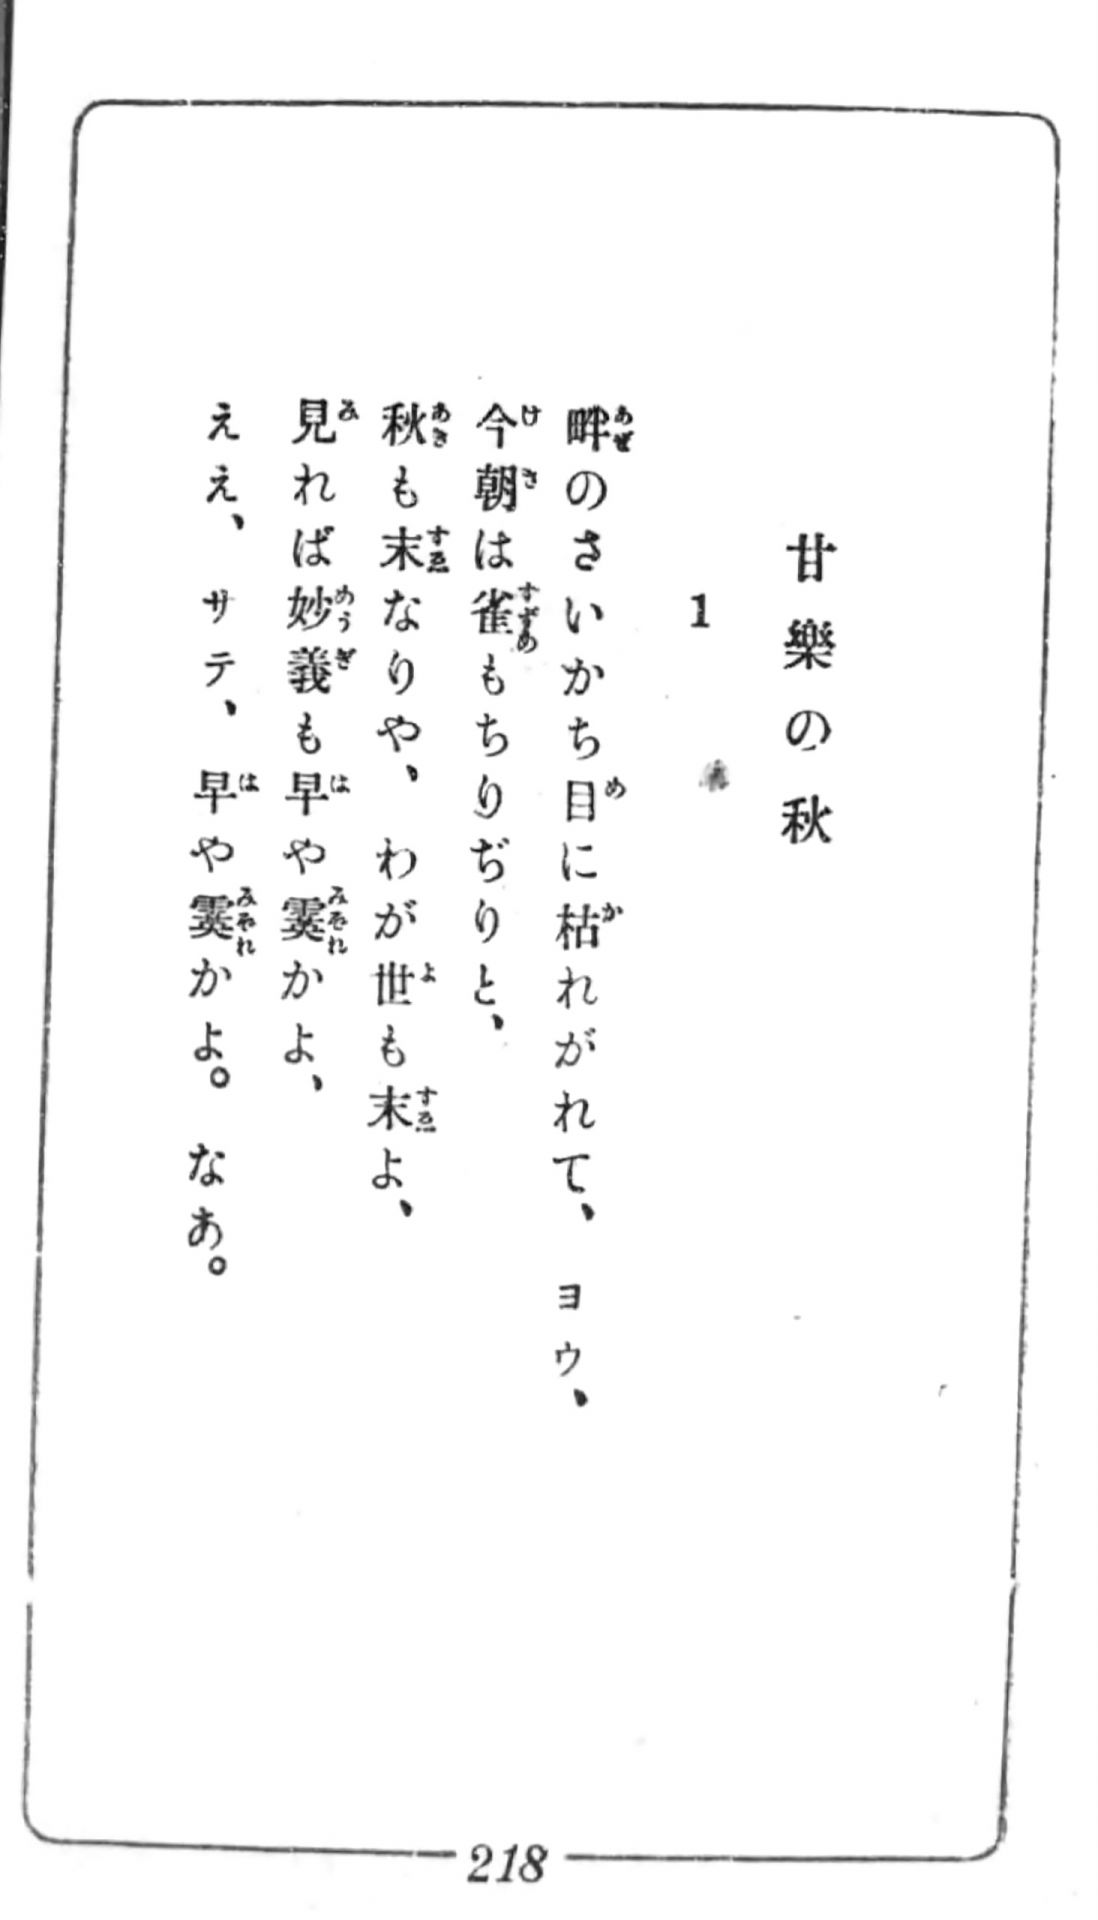 甘樂の秋
1
畔のさいかち目に枯れがれて、 ヨウ、
今朝は雀もちりぢりと、
秋も末なりや、 わが世も末よ、
見れば妙義も早や霙かよ、
ええ、 サテ、 早や霙かよ。 なあ。
218